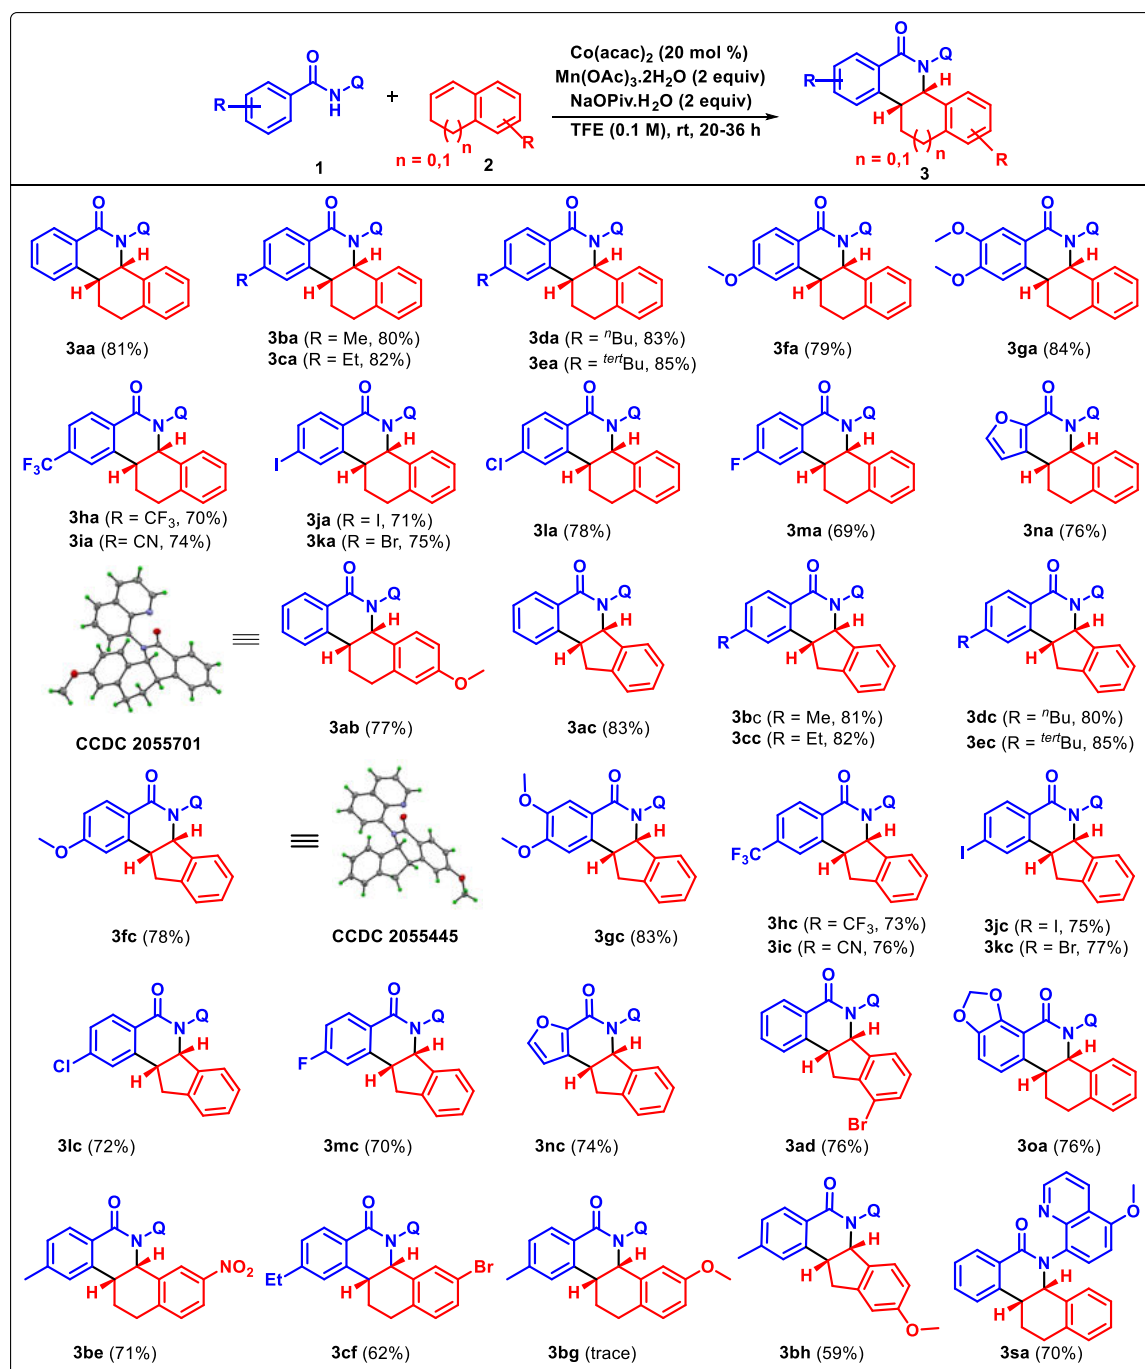 Co(acac)2 (20 mol %)
Mn(OAc)3.2H2O (2 equiv)
NaOPiv.H2O (2 equiv)
TFE (0.1 M), rt, 20-36 h
R
O
N
H
Q
1
+
n
R
n = 0,1
2
R
O
N
Q
H
H
n
R
n = 0,1
3
O
N
Q
H
H
3aa (81%)
O
N
Q
H
H
R
3ba (R = Me, 80%)
3ca (R = Et, 82%)
O
N
Q
H
H
R
3da (R = nBu, 83%)
3ea (R = tertBu, 85%)
O
N
Q
H
H
O
3fa (79%)
O
N
Q
H
H
O
O
3ga (84%)
O
N
Q
H
H
F3C
3ha (R = CF3, 70%)
3ia (R= CN, 74%)
O
N
Q
H
H
I
3ja (R = I, 71%)
3ka (R = Br, 75%)
O
N
Q
H
H
Cl
3la (78%)
O
N
Q
H
H
F
3ma (69%)
O
O
N
Q
H
H
3na (76%)
CCDC 2055701
O
N
Q
H
H
O
3ab (77%)
O
N
Q
H
H
3ac (83%)
O
N
Q
H
H
R
3bc (R = Me, 81%)
3cc (R = Et, 82%)
O
N
Q
H
H
R
3dc (R = nBu, 80%)
3ec (R = tertBu, 85%)
O
N
Q
H
H
O
3fc (78%)
CCDC 2055445
O
N
Q
H
H
O
O
3gc (83%)
O
N
Q
H
H
F3C
3hc (R = CF3, 73%)
3ic (R = CN, 76%)
O
N
Q
H
H
I
3jc (R = I, 75%)
3kc (R = Br, 77%)
O
N
Q
H
H
Cl
3lc (72%)
O
N
Q
H
H
F
3mc (70%)
O
O
N
Q
H
H
3nc (74%)
O
N
Q
H
H
Br
3ad (76%)
O
O
O
N
Q
H
H
3oa (76%)
O
N
Q
H
H
NO2
3be (71%)
O
N
Q
H
H
Et
Br
3cf (62%)
O
N
Q
H
H
O
3bg (trace)
O
N
Q
H
H
O
3bh (59%)
N
O
O
N
H
H
3sa (70%)